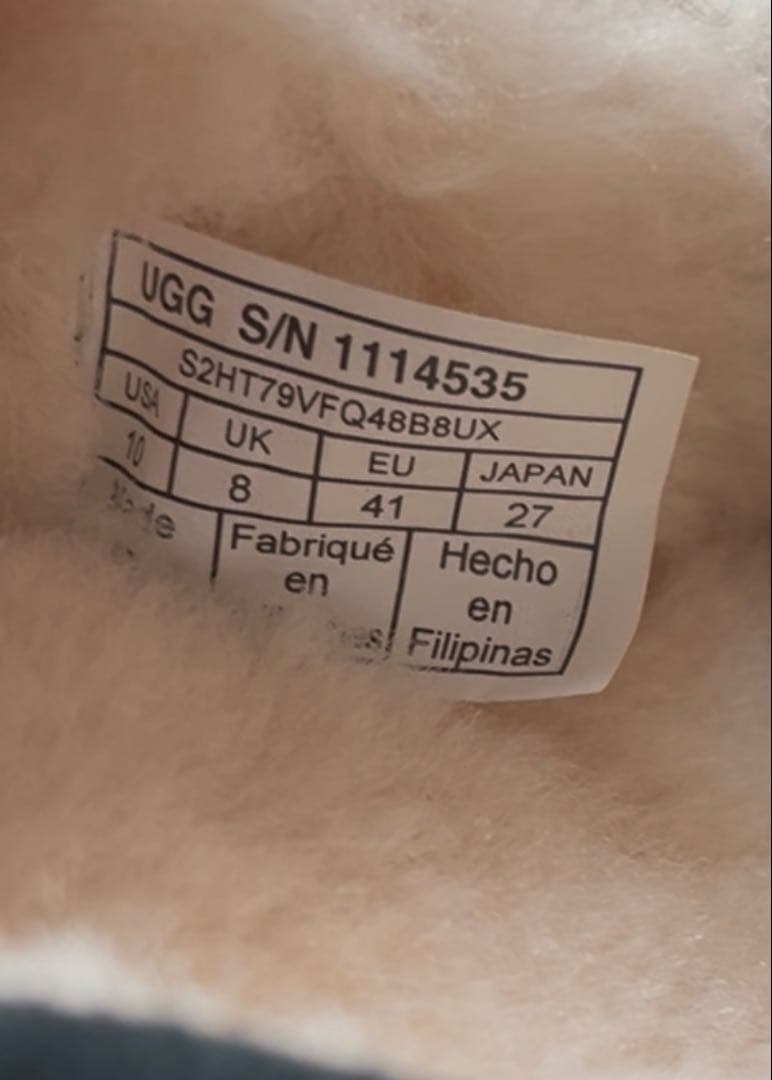 UGG S/N 1114535
S2HT79VFQ48B8UX
USA UK EU JAPAN
10 8 41 27
Fabriqué Hecho
en en
Filipinas